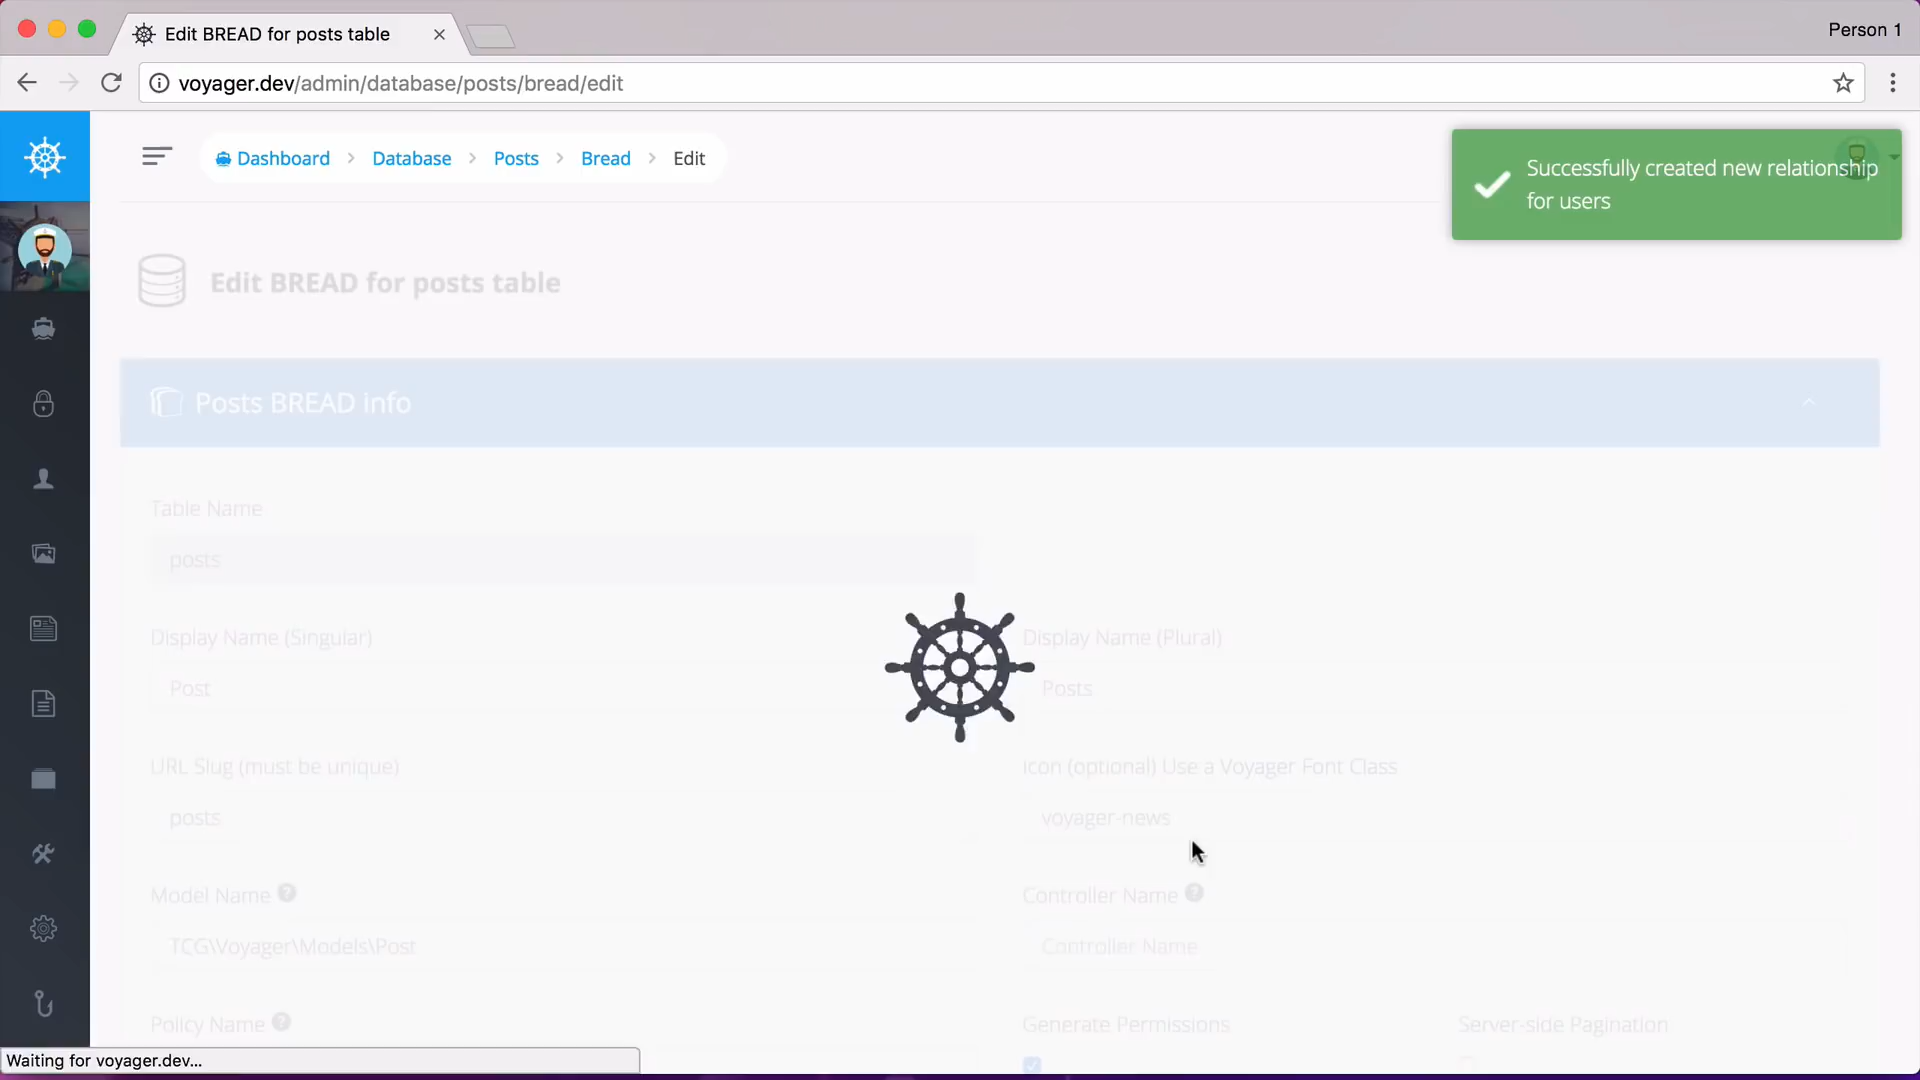 Edit BREAD for posts table
Person 1
voyager.dev/admin/database/posts/bread/edit
Dashboard > Database > Posts > Bread > Edit
Successfully created new relationship
for users
Edit BREAD for posts table
Posts BREAD info
Table Name
posts
Display Name (Singular)
Display Name (Plural)
Post
Posts
URL Slug (must be unique)
Icon (optional) Use a Voyager Font Class
posts
voyager-news
Model Name ?
Controller Name ?
TCG\Voyager\Models\Post
Controller Name
Policy Name ?
Generate Permissions
Server-side Pagination
Waiting for voyager.dev...